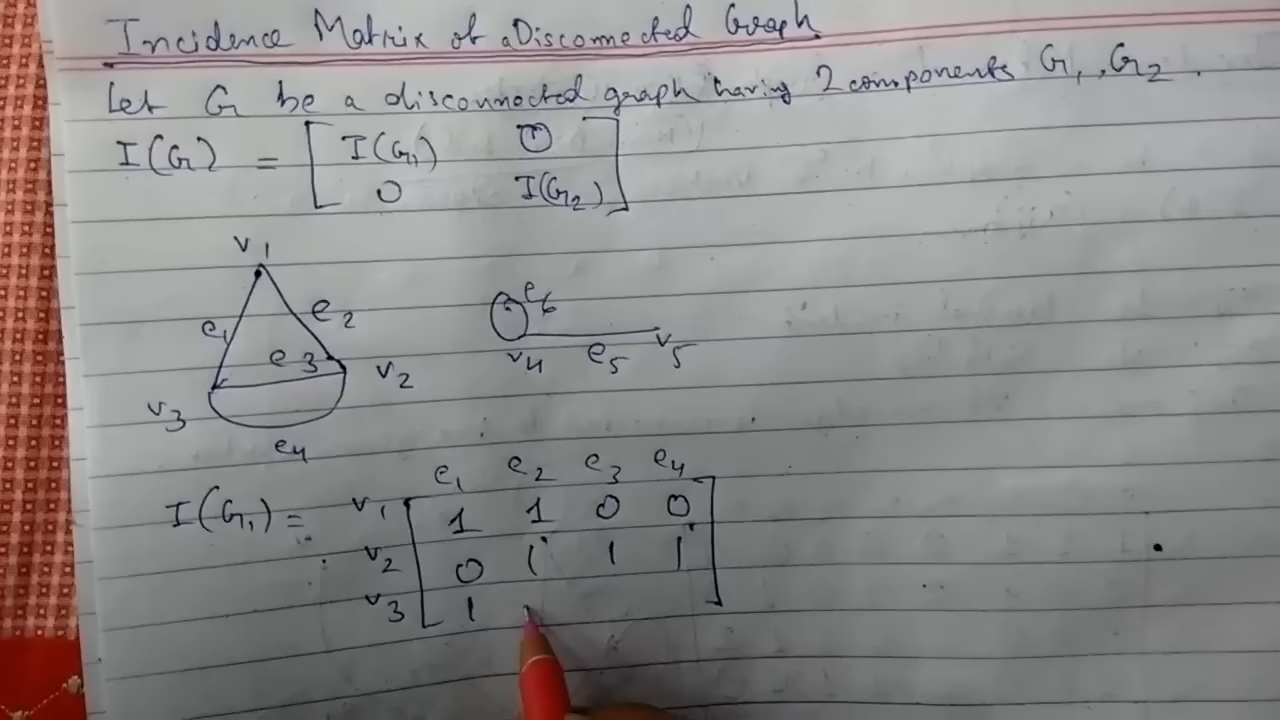 Incidence Matrix of a Disconnected Graph
Let G be a disconnected graph having 2 components G₁, G₂.
I(G) = [ I(G₁) 0
0 I(G₂) ]
v₁
e₁ e₂ e₆
e₃ v₂ v₄ e₅ v₅
v₃
e₄
e₁ e₂ e₃ e₄
I(G₁) = v₁ [ 1 1 0 0
v₂ 0 1 1 1
v₃ 1 ]